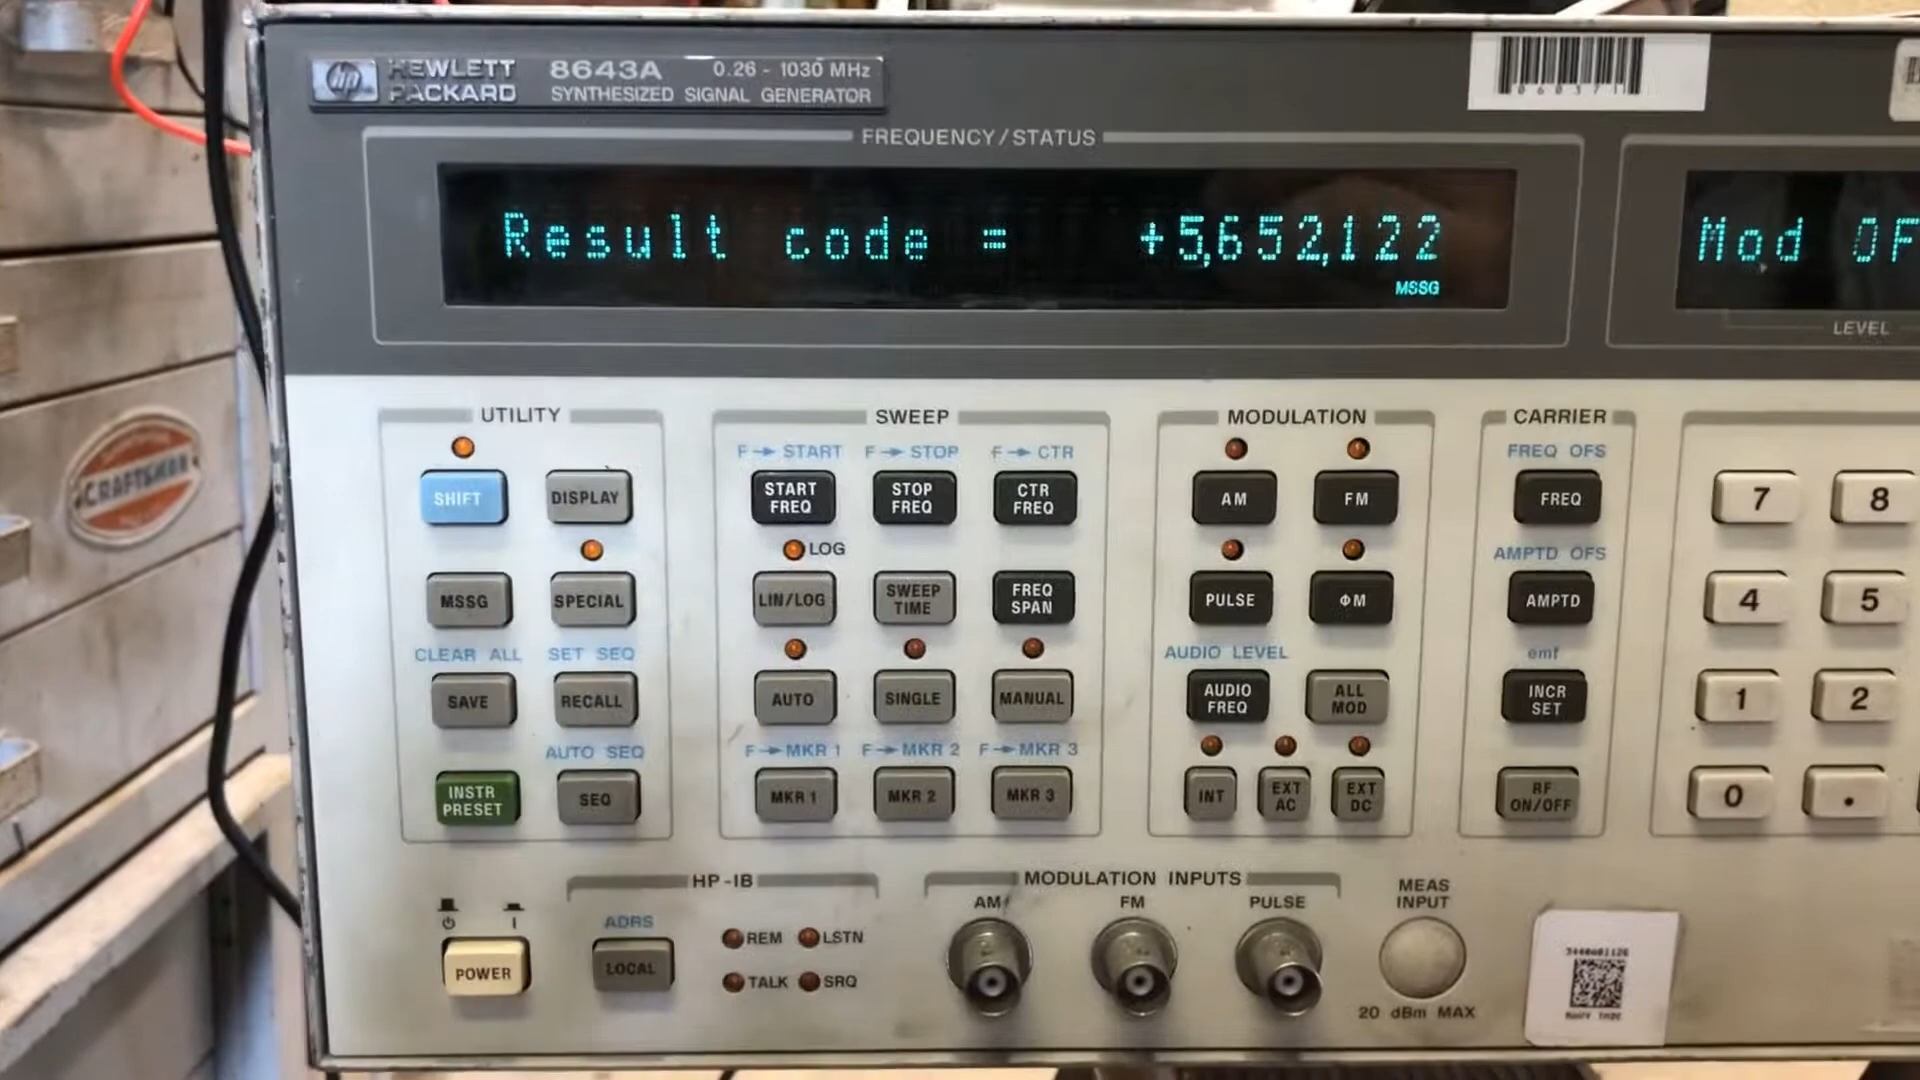 hp HEWLETT PACKARD
8643A 0.26 - 1030 MHz
SYNTHESIZED SIGNAL GENERATOR
FREQUENCY/STATUS
Result code = +5,652,122
MSSG
Mod OF
LEVEL
CRAFTSMAN
UTILITY
SHIFT
DISPLAY
MSSG
SPECIAL
CLEAR ALL
SET SEQ
SAVE
RECALL
AUTO SEQ
INSTR PRESET
SEQ
SWEEP
F→START
F→STOP
F→CTR
START FREQ
STOP FREQ
CTR FREQ
LOG
LIN/LOG
SWEEP TIME
FREQ SPAN
AUTO
SINGLE
MANUAL
F→MKR 1
F→MKR 2
F→MKR 3
MKR 1
MKR 2
MKR 3
MODULATION
AM
FM
PULSE
ΦM
AUDIO LEVEL
AUDIO FREQ
ALL MOD
INT
EXT AC
EXT DC
CARRIER
FREQ OFS
FREQ
AMPTD OFS
AMPTD
emf
INCR SET
RF ON/OFF
7
8
4
5
1
2
0
.
POWER
HP-IB
ADRS
LOCAL
REM
LSTN
TALK
SRQ
MODULATION INPUTS
AM
FM
PULSE
MEAS INPUT
20 dBm MAX